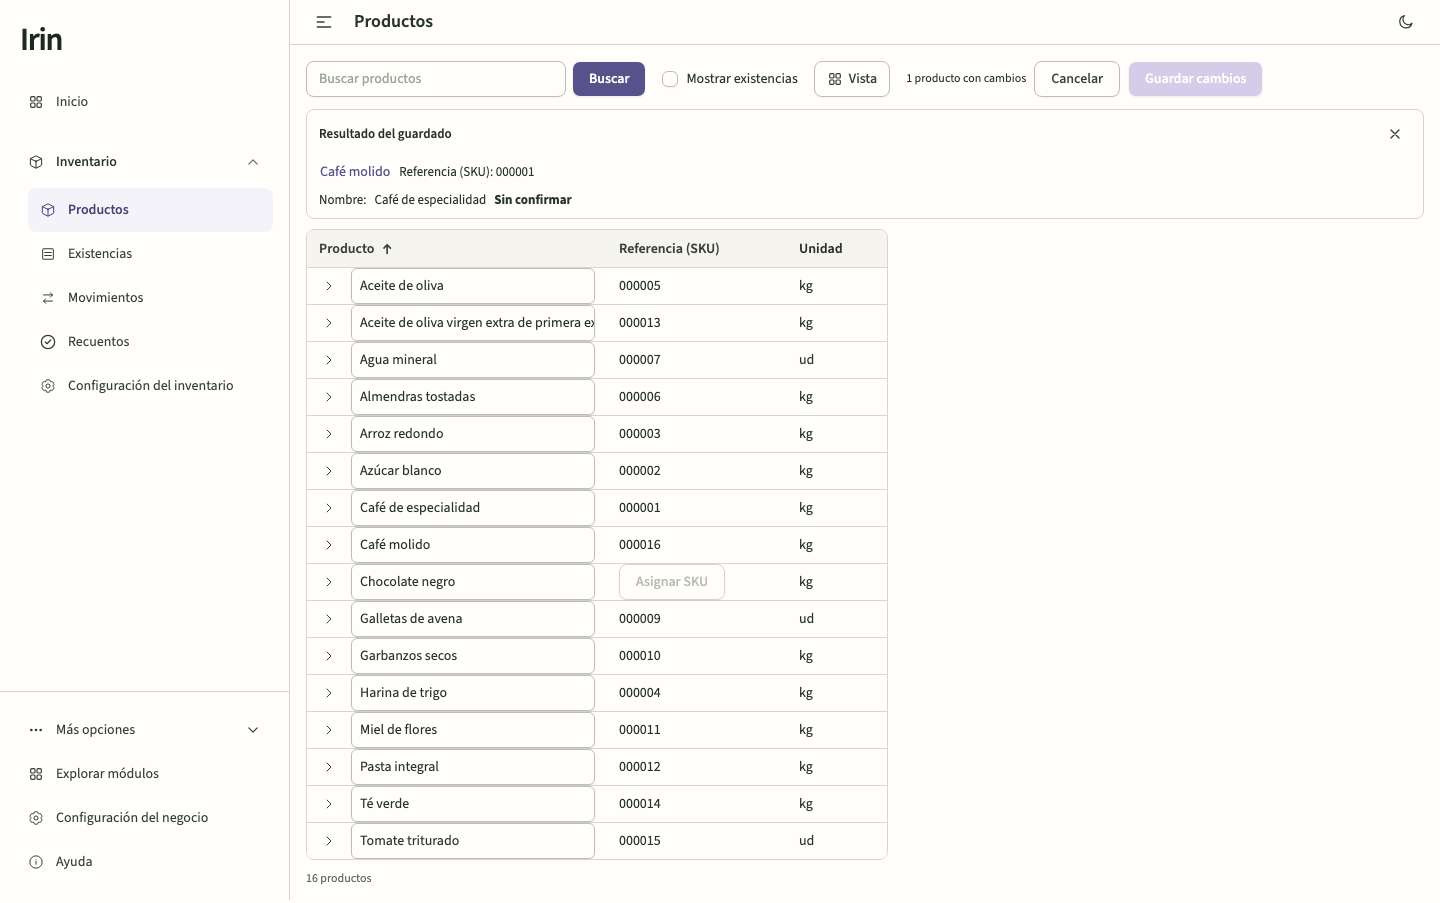 Irin
Inicio
Inventario
Productos
Existencias
Movimientos
Recuentos
Configuración del inventario
Más opciones
Explorar módulos
Configuración del negocio
Ayuda
Productos
Buscar productos Buscar Mostrar existencias Vista 1 producto con cambios Cancelar Guardar cambios
Resultado del guardado
Café molido Referencia (SKU): 000001
Nombre: Café de especialidad Sin confirmar
Producto Referencia (SKU) Unidad
Aceite de oliva 000005 kg
Aceite de oliva virgen extra de primera ex 000013 kg
Agua mineral 000007 ud
Almendras tostadas 000006 kg
Arroz redondo 000003 kg
Azúcar blanco 000002 kg
Café de especialidad 000001 kg
Café molido 000016 kg
Chocolate negro Asignar SKU kg
Galletas de avena 000009 ud
Garbanzos secos 000010 kg
Harina de trigo 000004 kg
Miel de flores 000011 kg
Pasta integral 000012 kg
Té verde 000014 kg
Tomate triturado 000015 ud
16 productos